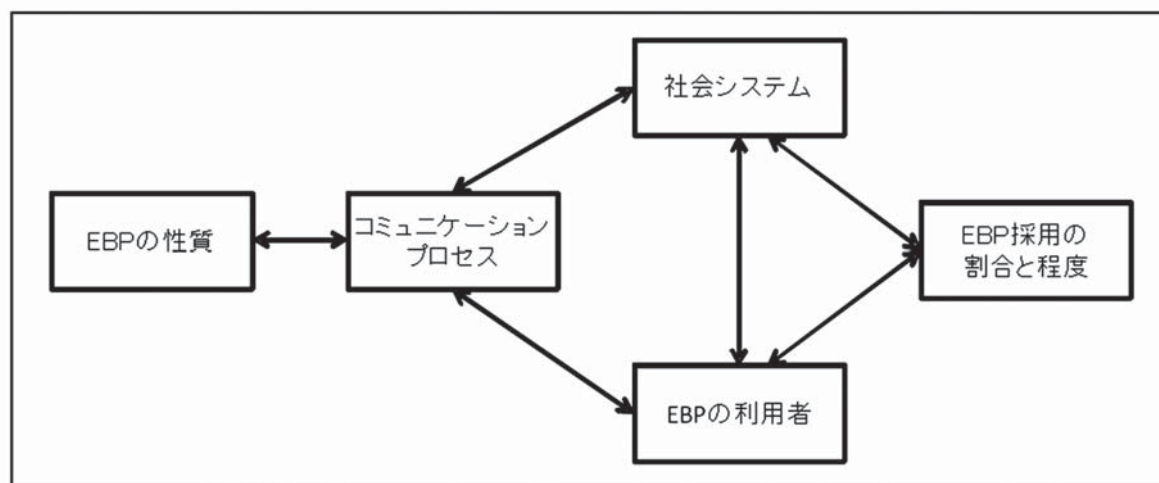 社会システム
EBPの性質
コミュニケーション
プロセス
EBP採用の
割合と程度
EBPの利用者